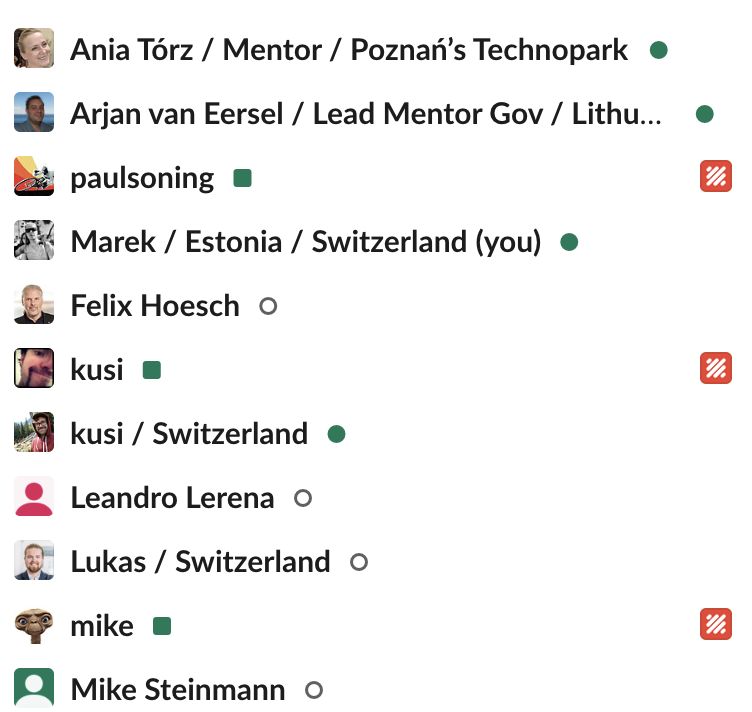 Ania Tórz / Mentor / Poznań’s Technopark
Arjan van Eersel / Lead Mentor Gov / Lithu…
paulsoning
Marek / Estonia / Switzerland (you)
Felix Hoesch
kusi
kusi / Switzerland
Leandro Lerena
Lukas / Switzerland
mike
Mike Steinmann